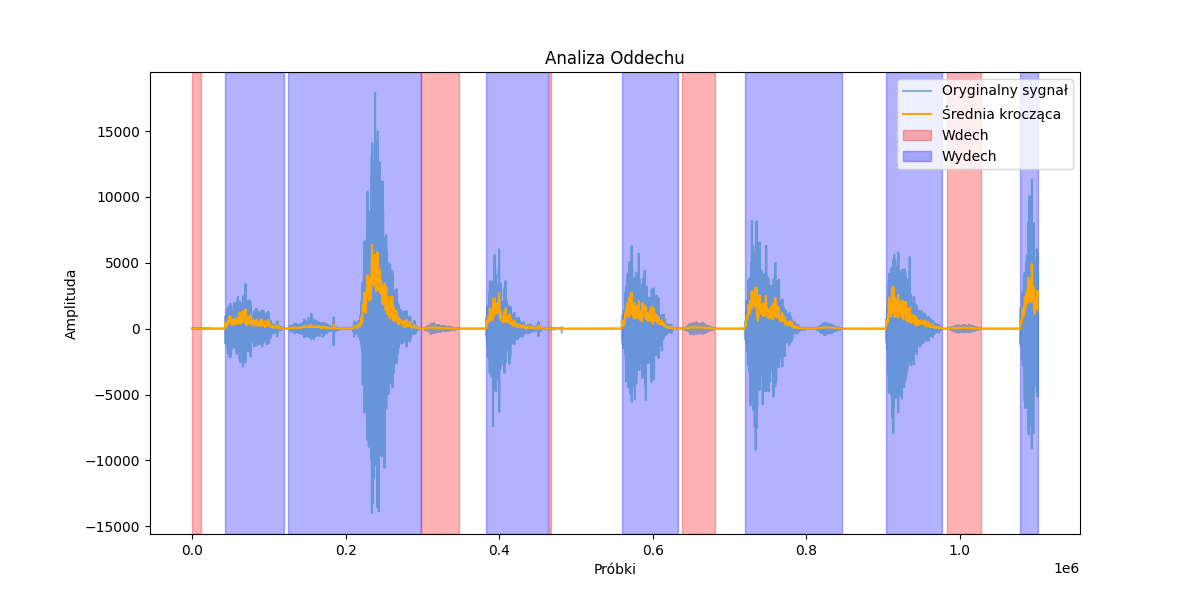 Analiza Oddechu
Oryginalny sygnał
Średnia krocząca
Wdech
Wydech
Amplituda
15000
10000
5000
0
−5000
−10000
−15000
0.0 0.2 0.4 0.6 0.8 1.0
1e6
Próbki